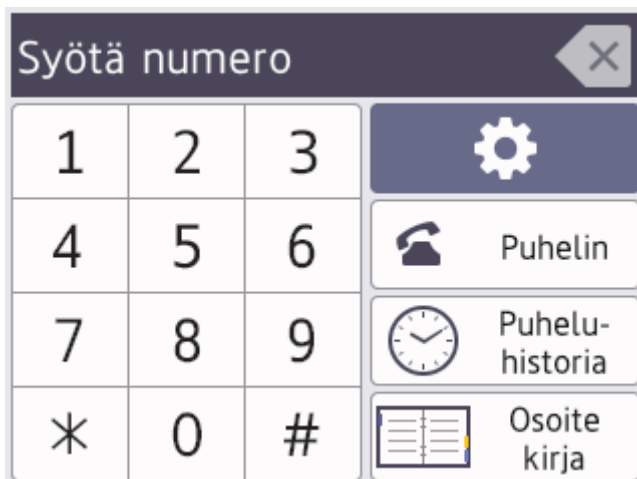 Syötä numero
1 2 3
4 5 6 Puhelin
7 8 9 Puhelu-
historia
* 0 # Osoite
kirja